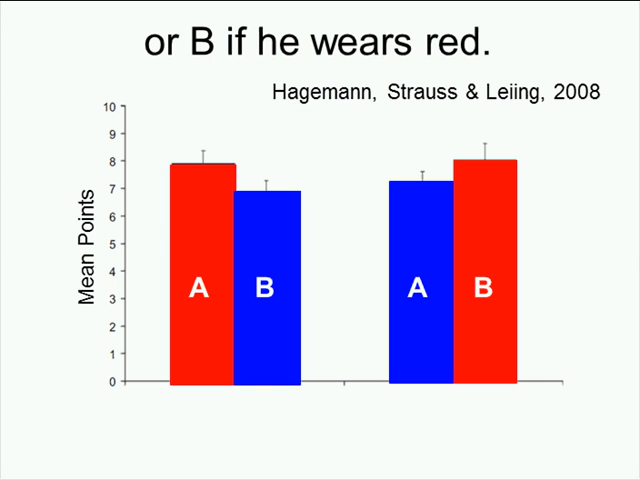 or B if he wears red.
Hagemann, Strauss & Leiing, 2008
Mean Points
10
9
8
7
6
5
4
3
2
1
0
A
B
A
B